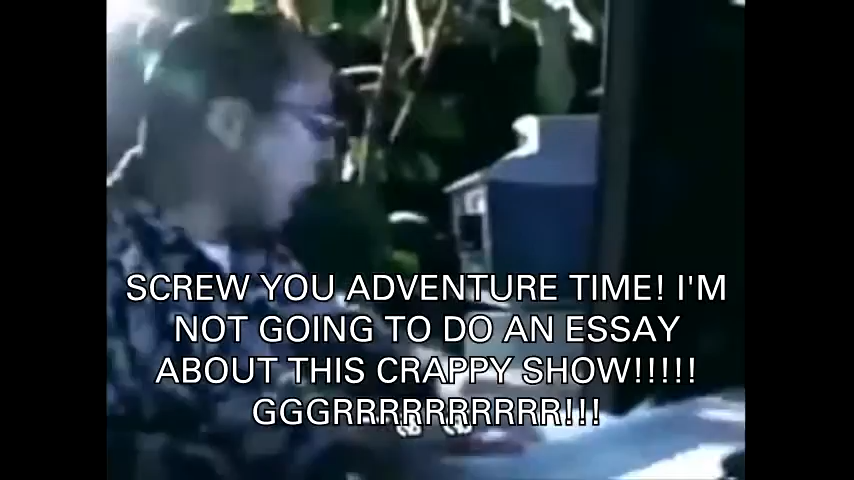 SCREW YOU ADVENTURE TIME! I'M
NOT GOING TO DO AN ESSAY
ABOUT THIS CRAPPY SHOW!!!!!
GGGRRRRRRRRRR!!!